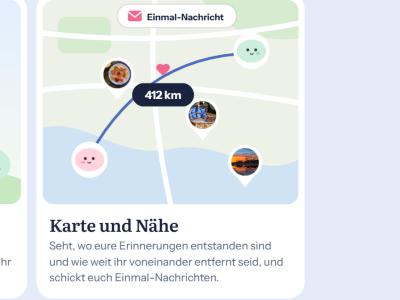 Einmal-Nachricht
412 km
Karte und Nähe
Seht, wo eure Erinnerungen entstanden sind
hr
und wie weit ihr voneinander entfernt seid, und
schickt euch Einmal-Nachrichten.